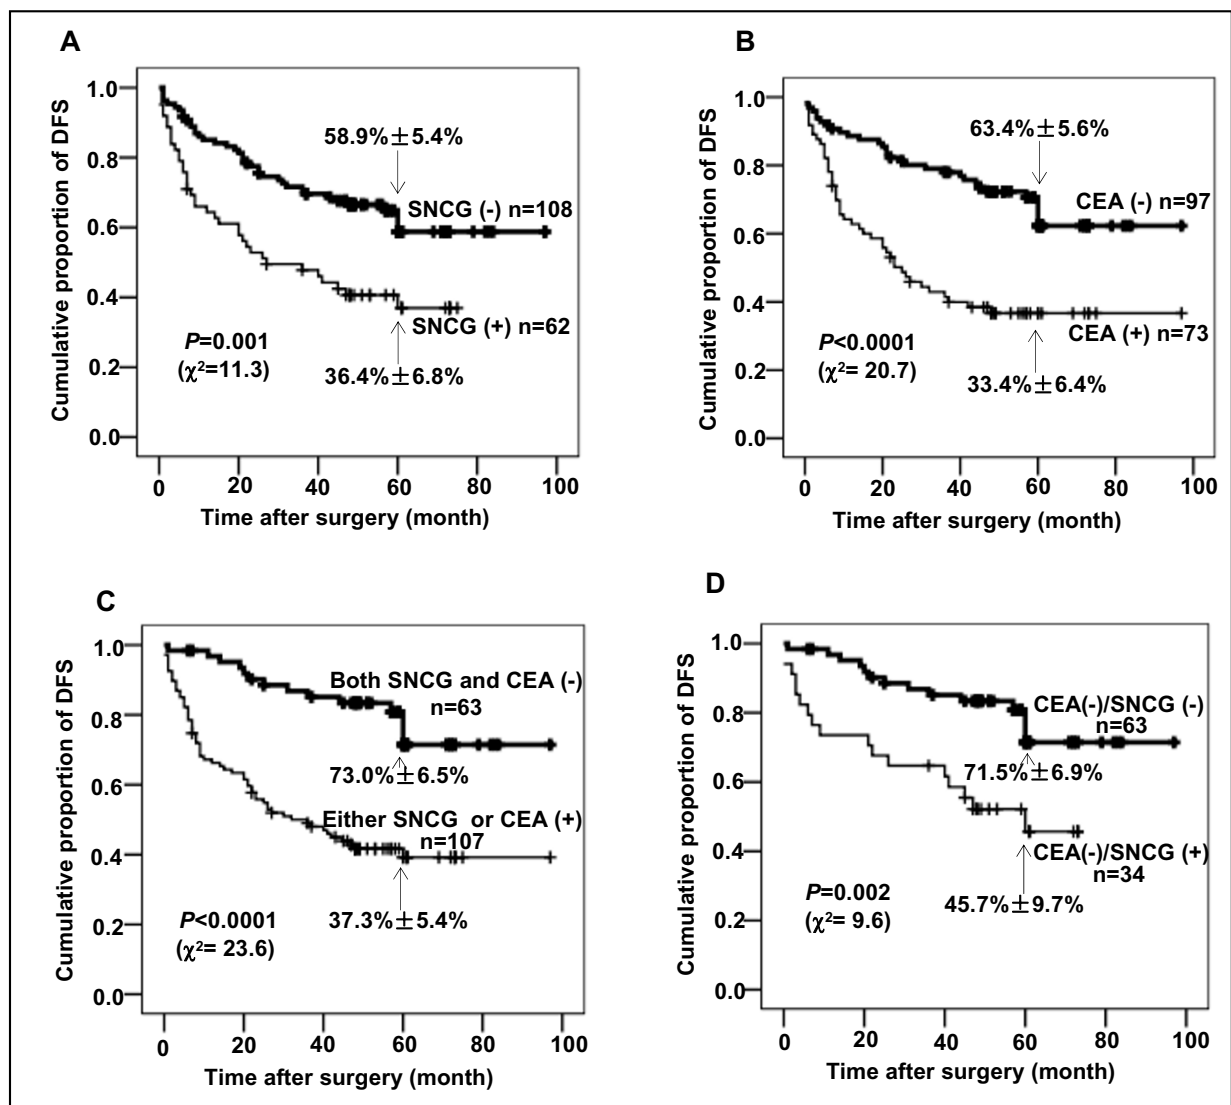 A
Cumulative proportion of DFS
1.0
0.8
0.6
0.4
0.2
0.0
58.9%±5.4%
SNCG (-) n=108
SNCG (+) n=62
P=0.001
(χ²=11.3)
36.4%±6.8%
0 20 40 60 80 100
Time after surgery (month)
B
Cumulative proportion of DFS
1.0
0.8
0.6
0.4
0.2
0.0
63.4%±5.6%
CEA (-) n=97
CEA (+) n=73
P<0.0001
(χ²= 20.7)
33.4%±6.4%
0 20 40 60 80 100
Time after surgery (month)
C
Cumulative proportion of DFS
1.0
0.8
0.6
0.4
0.2
0.0
Both SNCG and CEA (-)
n=63
73.0%±6.5%
Either SNCG or CEA (+)
n=107
P<0.0001
(χ²= 23.6)
37.3%±5.4%
0 20 40 60 80 100
Time after surgery (month)
D
Cumulative proportion of DFS
1.0
0.8
0.6
0.4
0.2
0.0
CEA(-)/SNCG (-)
n=63
71.5%±6.9%
CEA(-)/SNCG (+)
n=34
P=0.002
(χ²= 9.6)
45.7%±9.7%
0 20 40 60 80 100
Time after surgery (month)